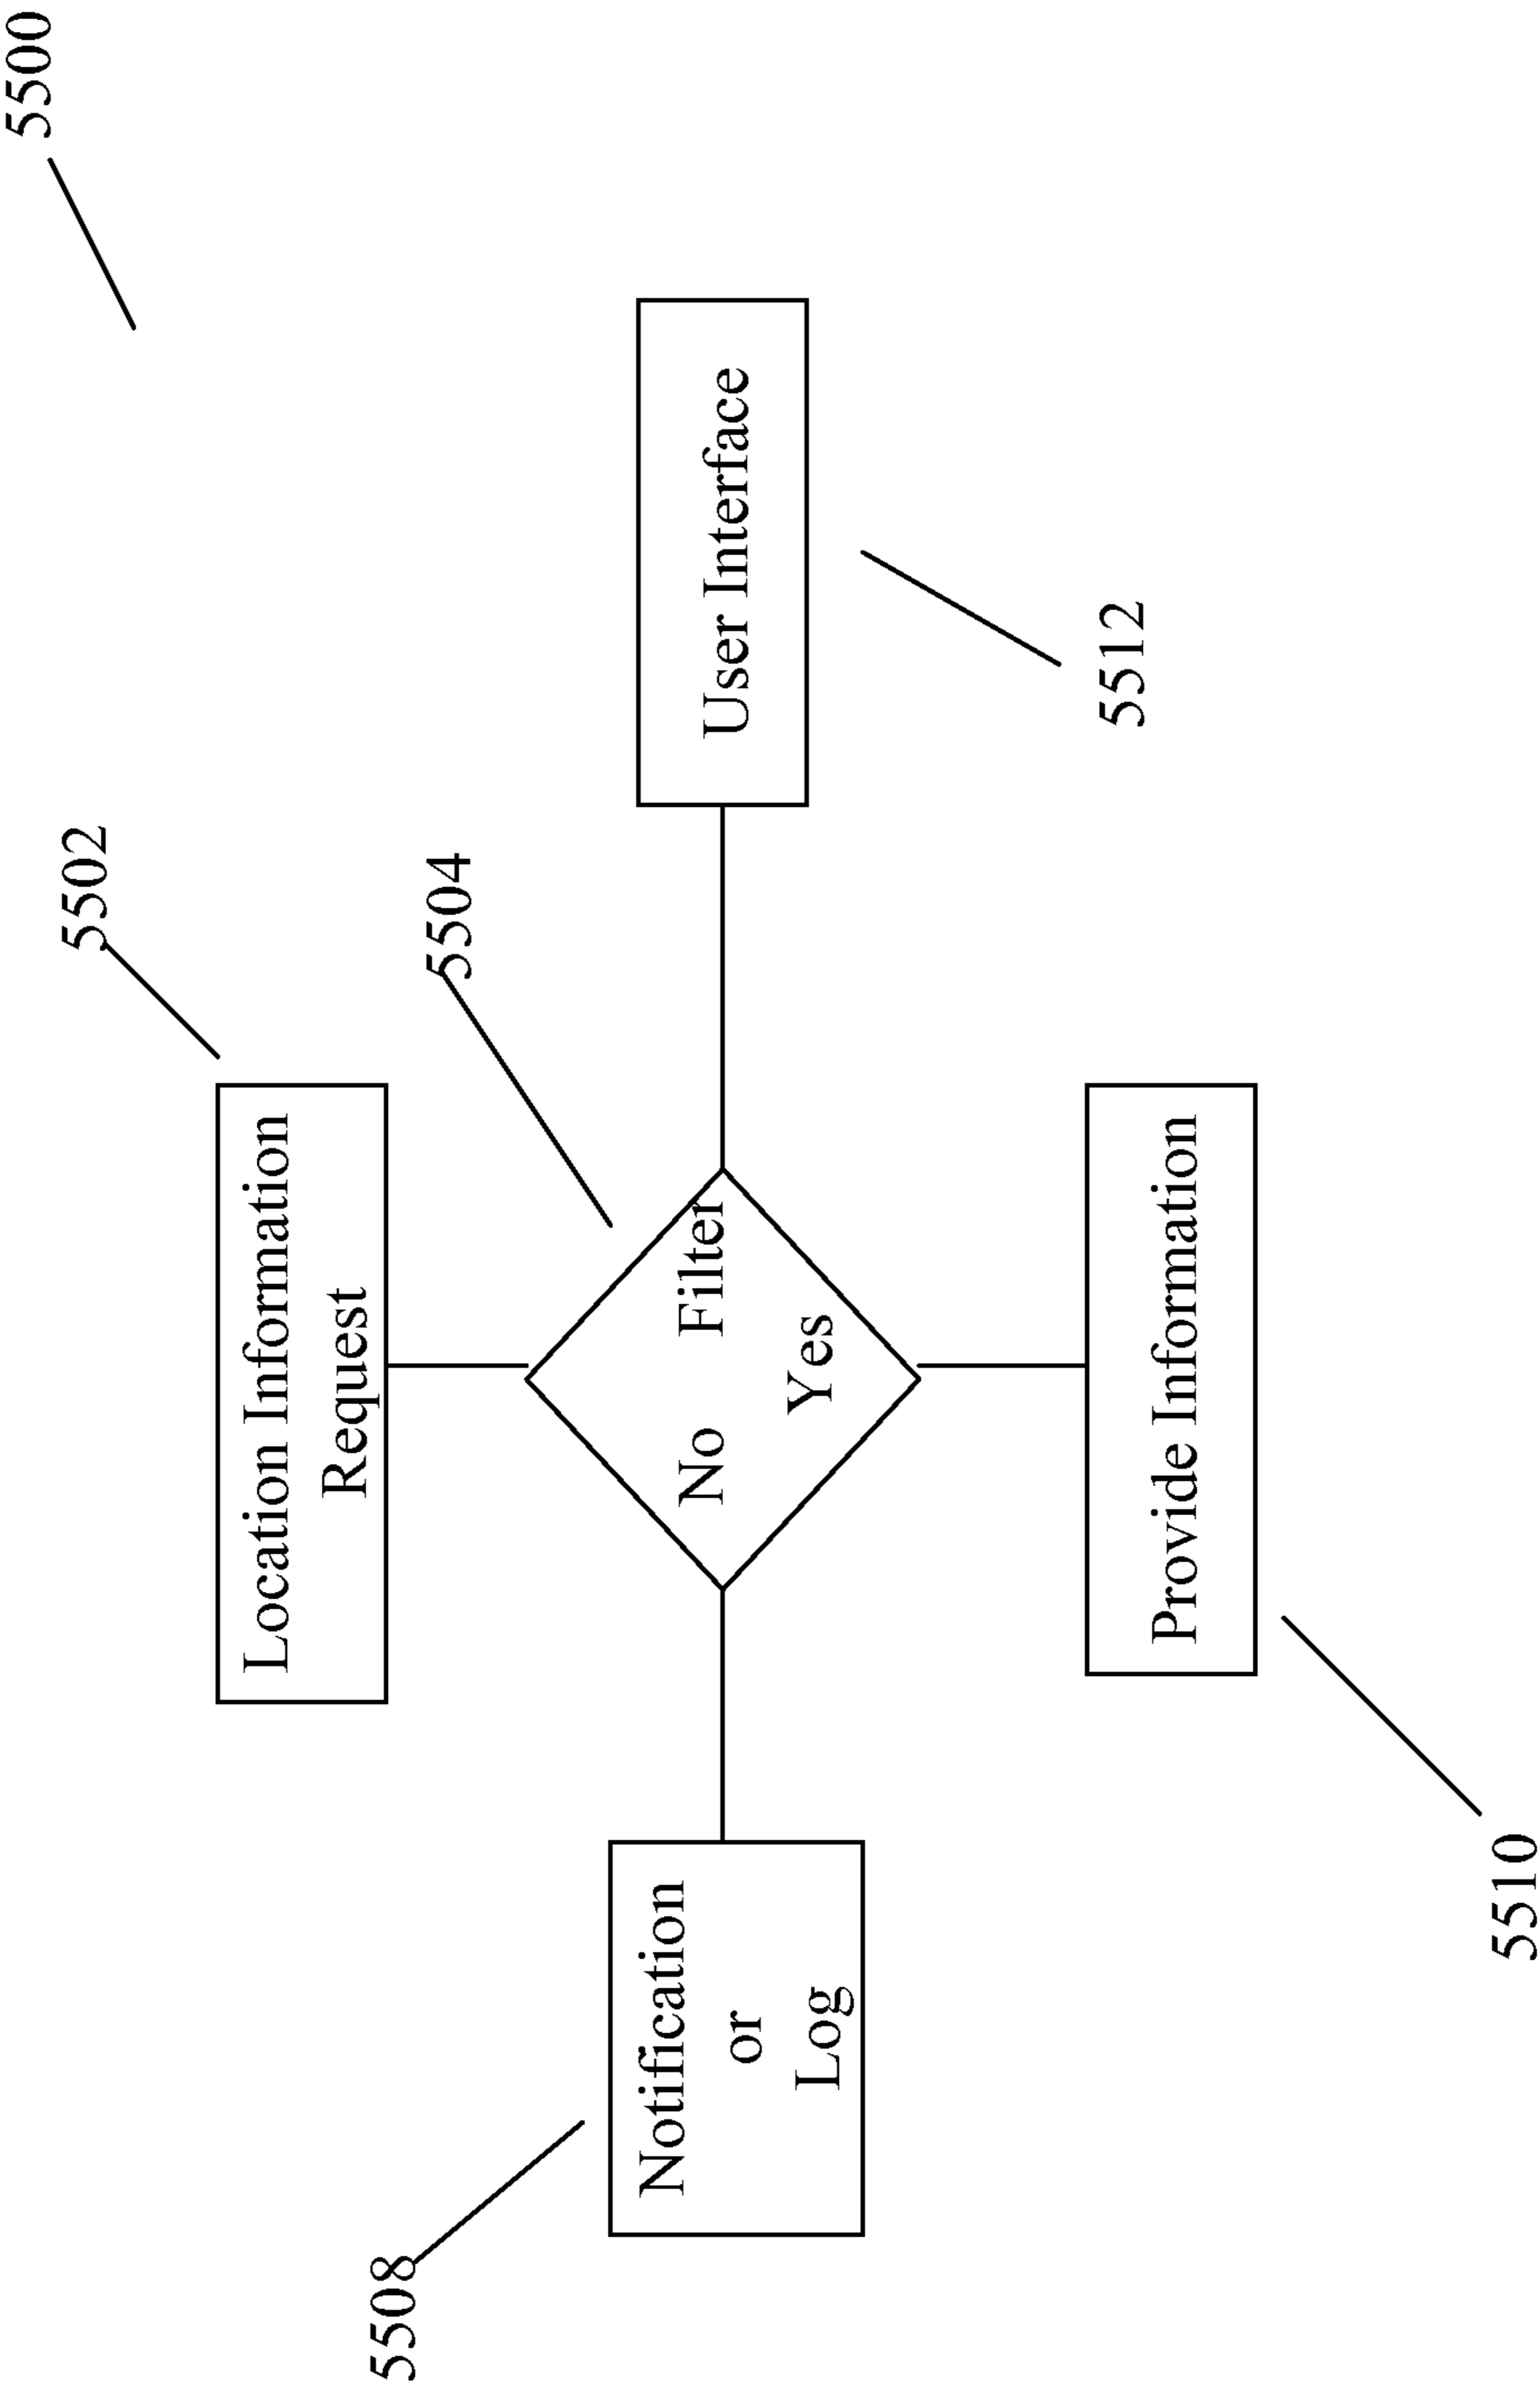 5500
5502
Location Information
Request
5504
No Filter
Yes
User Interface
5512
5508
Notification
or
Log
Provide Information
5510